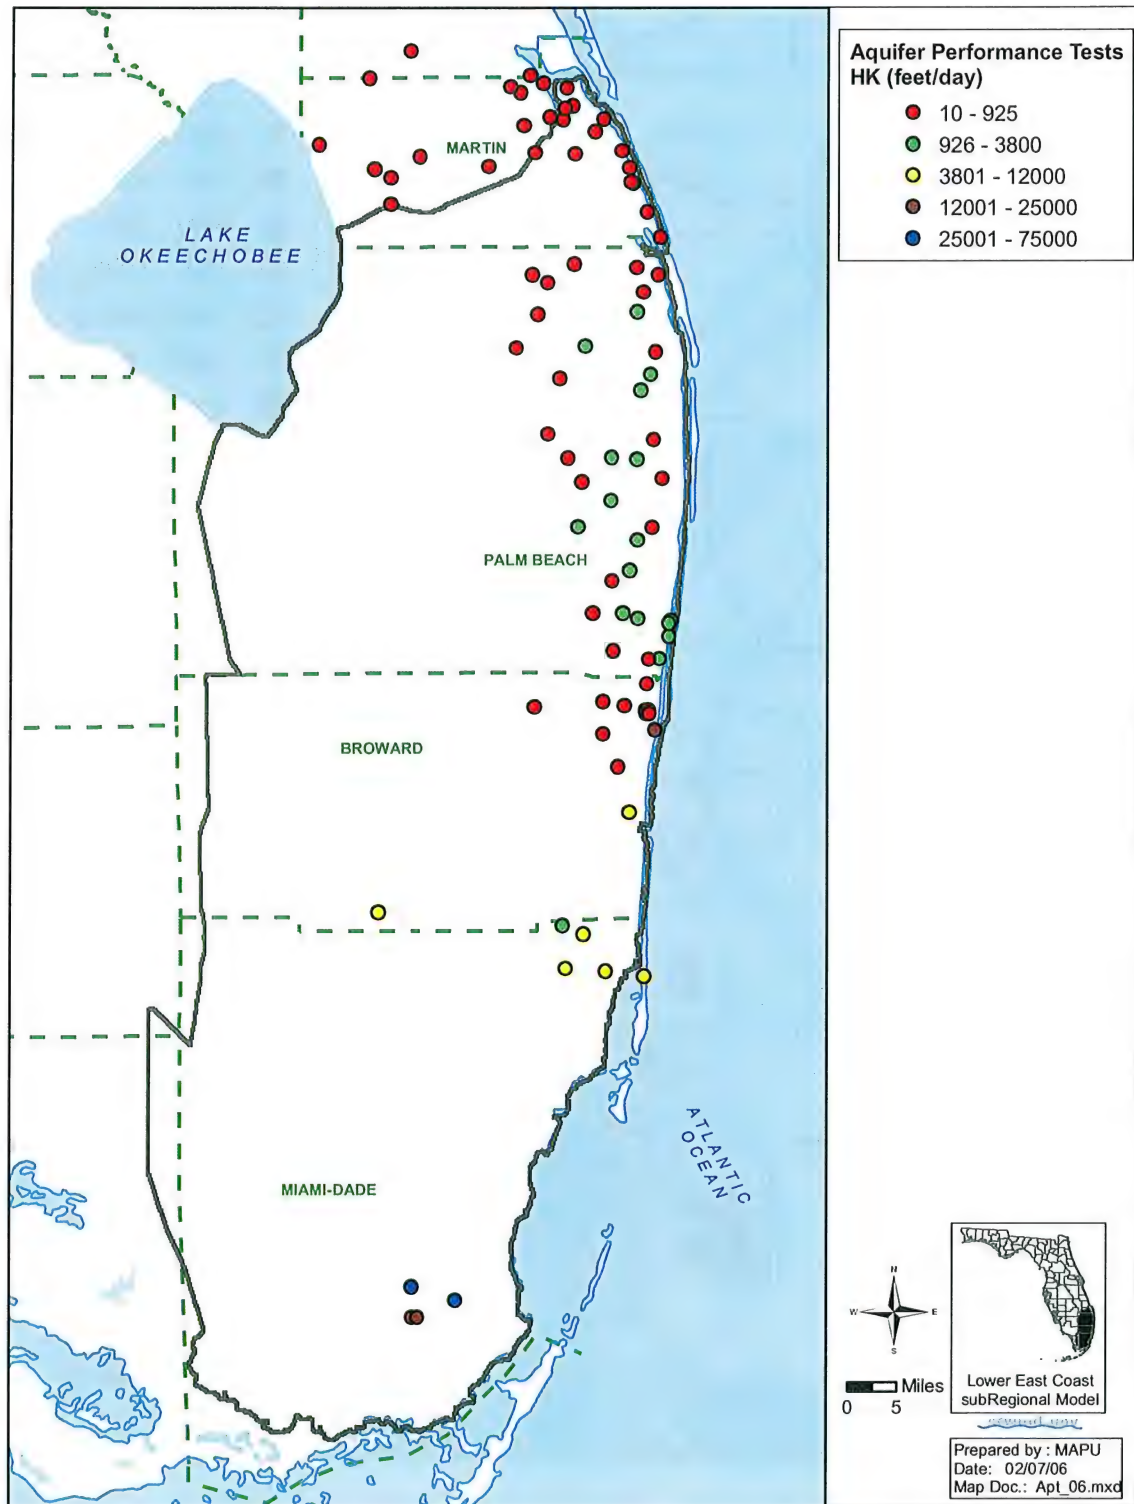 MARTIN
LAKE
OKEECHOBEE
PALM BEACH
BROWARD
MIAMI-DADE
ATLANTIC
OCEAN
Aquifer Performance Tests
HK (feet/day)
10 - 925
926 - 3800
3801 - 12000
12001 - 25000
25001 - 75000
N
W E
S
Miles
0 5
Lower East Coast
subRegional Model
Prepared by : MAPU
Date: 02/07/06
Map Doc.: Apt_06.mxd